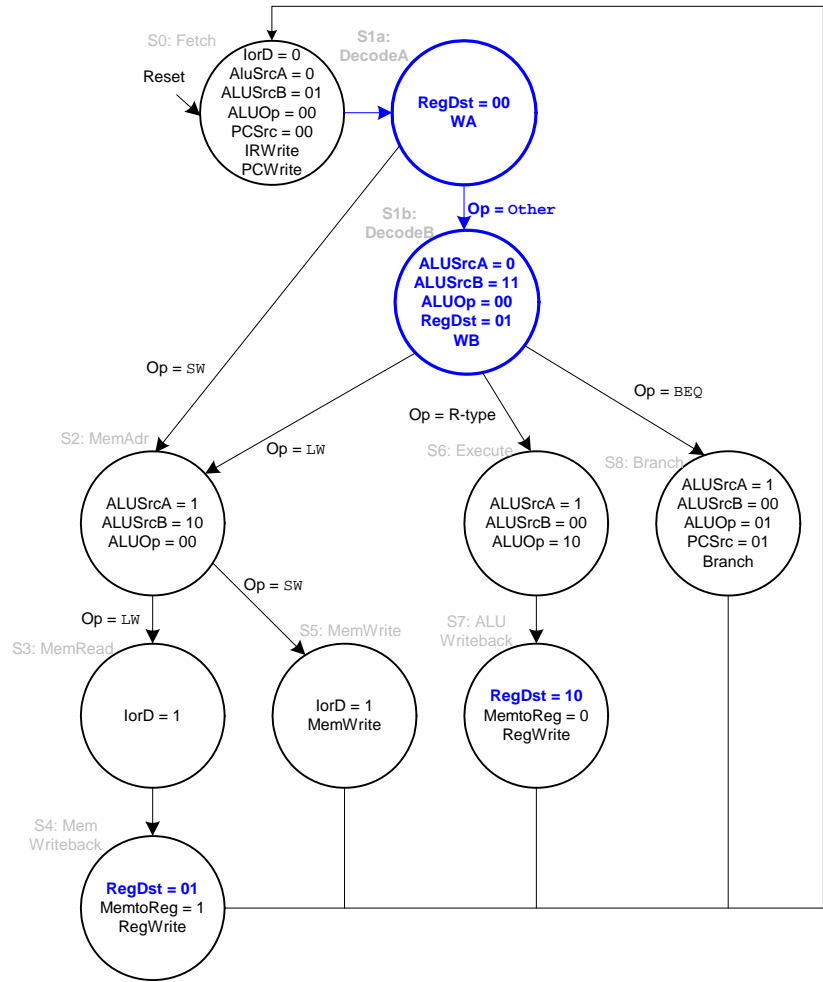 S0: Fetch
Reset
IorD = 0
AluSrcA = 0
ALUSrcB = 01
ALUOp = 00
PCSrc = 00
IRWrite
PCWrite
S1a:
DecodeA
RegDst = 00
WA
Op = Other
S1b:
DecodeB
ALUSrcA = 0
ALUSrcB = 11
ALUOp = 00
RegDst = 01
WB
Op = SW
Op = LW
Op = R-type
Op = BEQ
S2: MemAdr
ALUSrcA = 1
ALUSrcB = 10
ALUOp = 00
S6: Execute
ALUSrcA = 1
ALUSrcB = 00
ALUOp = 10
S8: Branch
ALUSrcA = 1
ALUSrcB = 00
ALUOp = 01
PCSrc = 01
Branch
Op = LW
Op = SW
S3: MemRead
IorD = 1
S5: MemWrite
IorD = 1
MemWrite
S7: ALU
Writeback
RegDst = 10
MemtoReg = 0
RegWrite
S4: Mem
Writeback
RegDst = 01
MemtoReg = 1
RegWrite